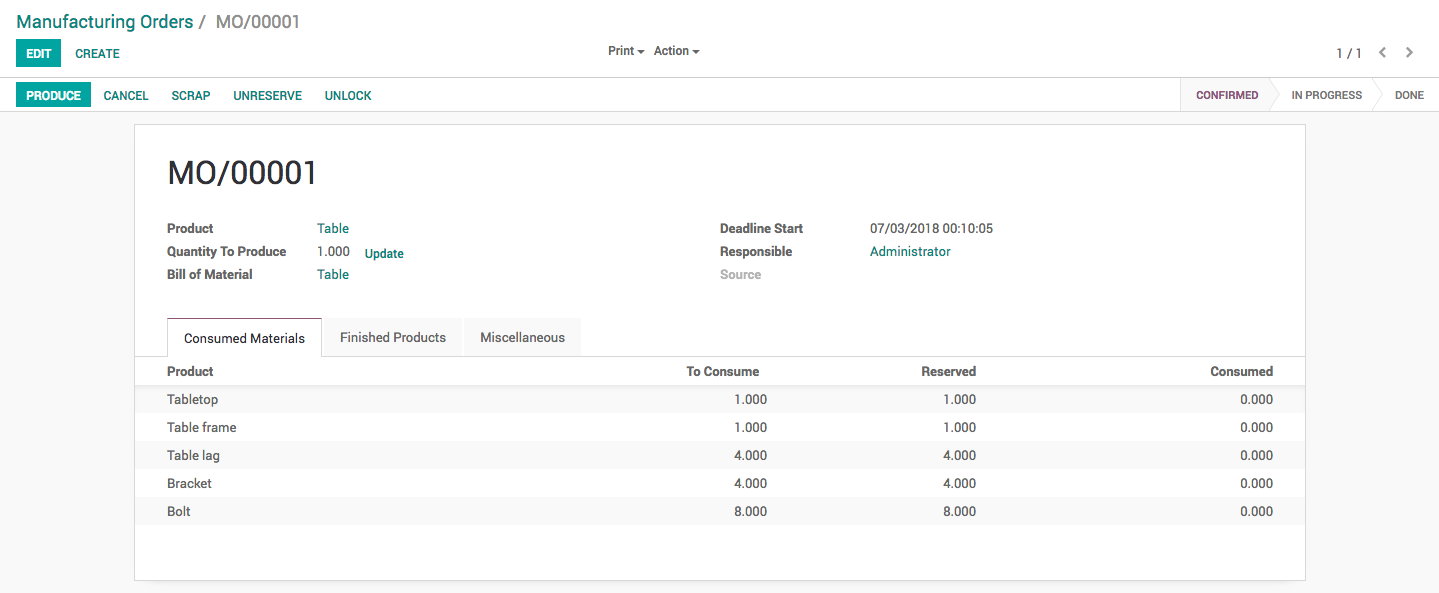 Manufacturing Orders / MO/00001
EDIT CREATE Print Action 1 / 1
PRODUCE CANCEL SCRAP UNRESERVE UNLOCK CONFIRMED IN PROGRESS DONE
MO/00001
Product Table Deadline Start 07/03/2018 00:10:05
Quantity To Produce 1.000 Update Responsible Administrator
Bill of Material Table Source
Consumed Materials Finished Products Miscellaneous
Product To Consume Reserved Consumed
Tabletop 1.000 1.000 0.000
Table frame 1.000 1.000 0.000
Table lag 4.000 4.000 0.000
Bracket 4.000 4.000 0.000
Bolt 8.000 8.000 0.000